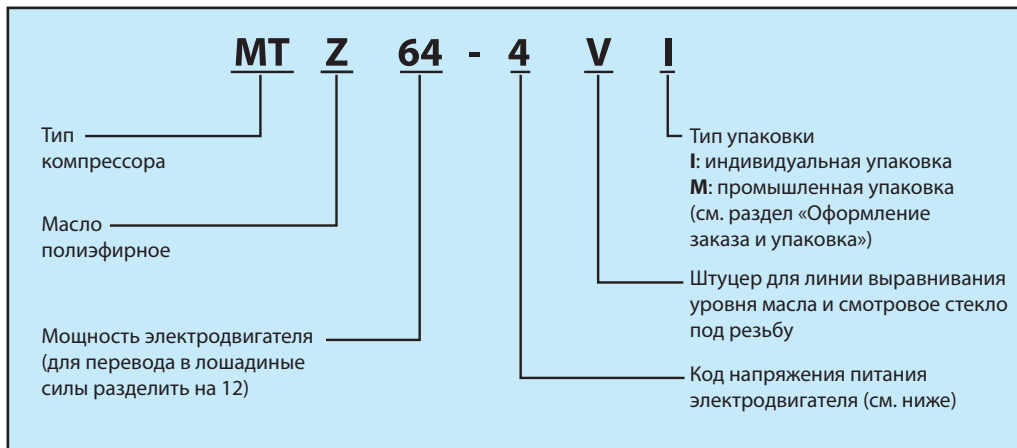 MT Z 64 - 4 V I
Тип
компрессора
Масло
полиэфирное
Мощность электродвигателя
(для перевода в лошадиные
силы разделить на 12)
Тип упаковки
I: индивидуальная упаковка
M: промышленная упаковка
(см. раздел «Оформление
заказа и упаковка»)
Штуцер для линии выравнивания
уровня масла и смотровое стекло
под резьбу
Код напряжения питания
электродвигателя (см. ниже)